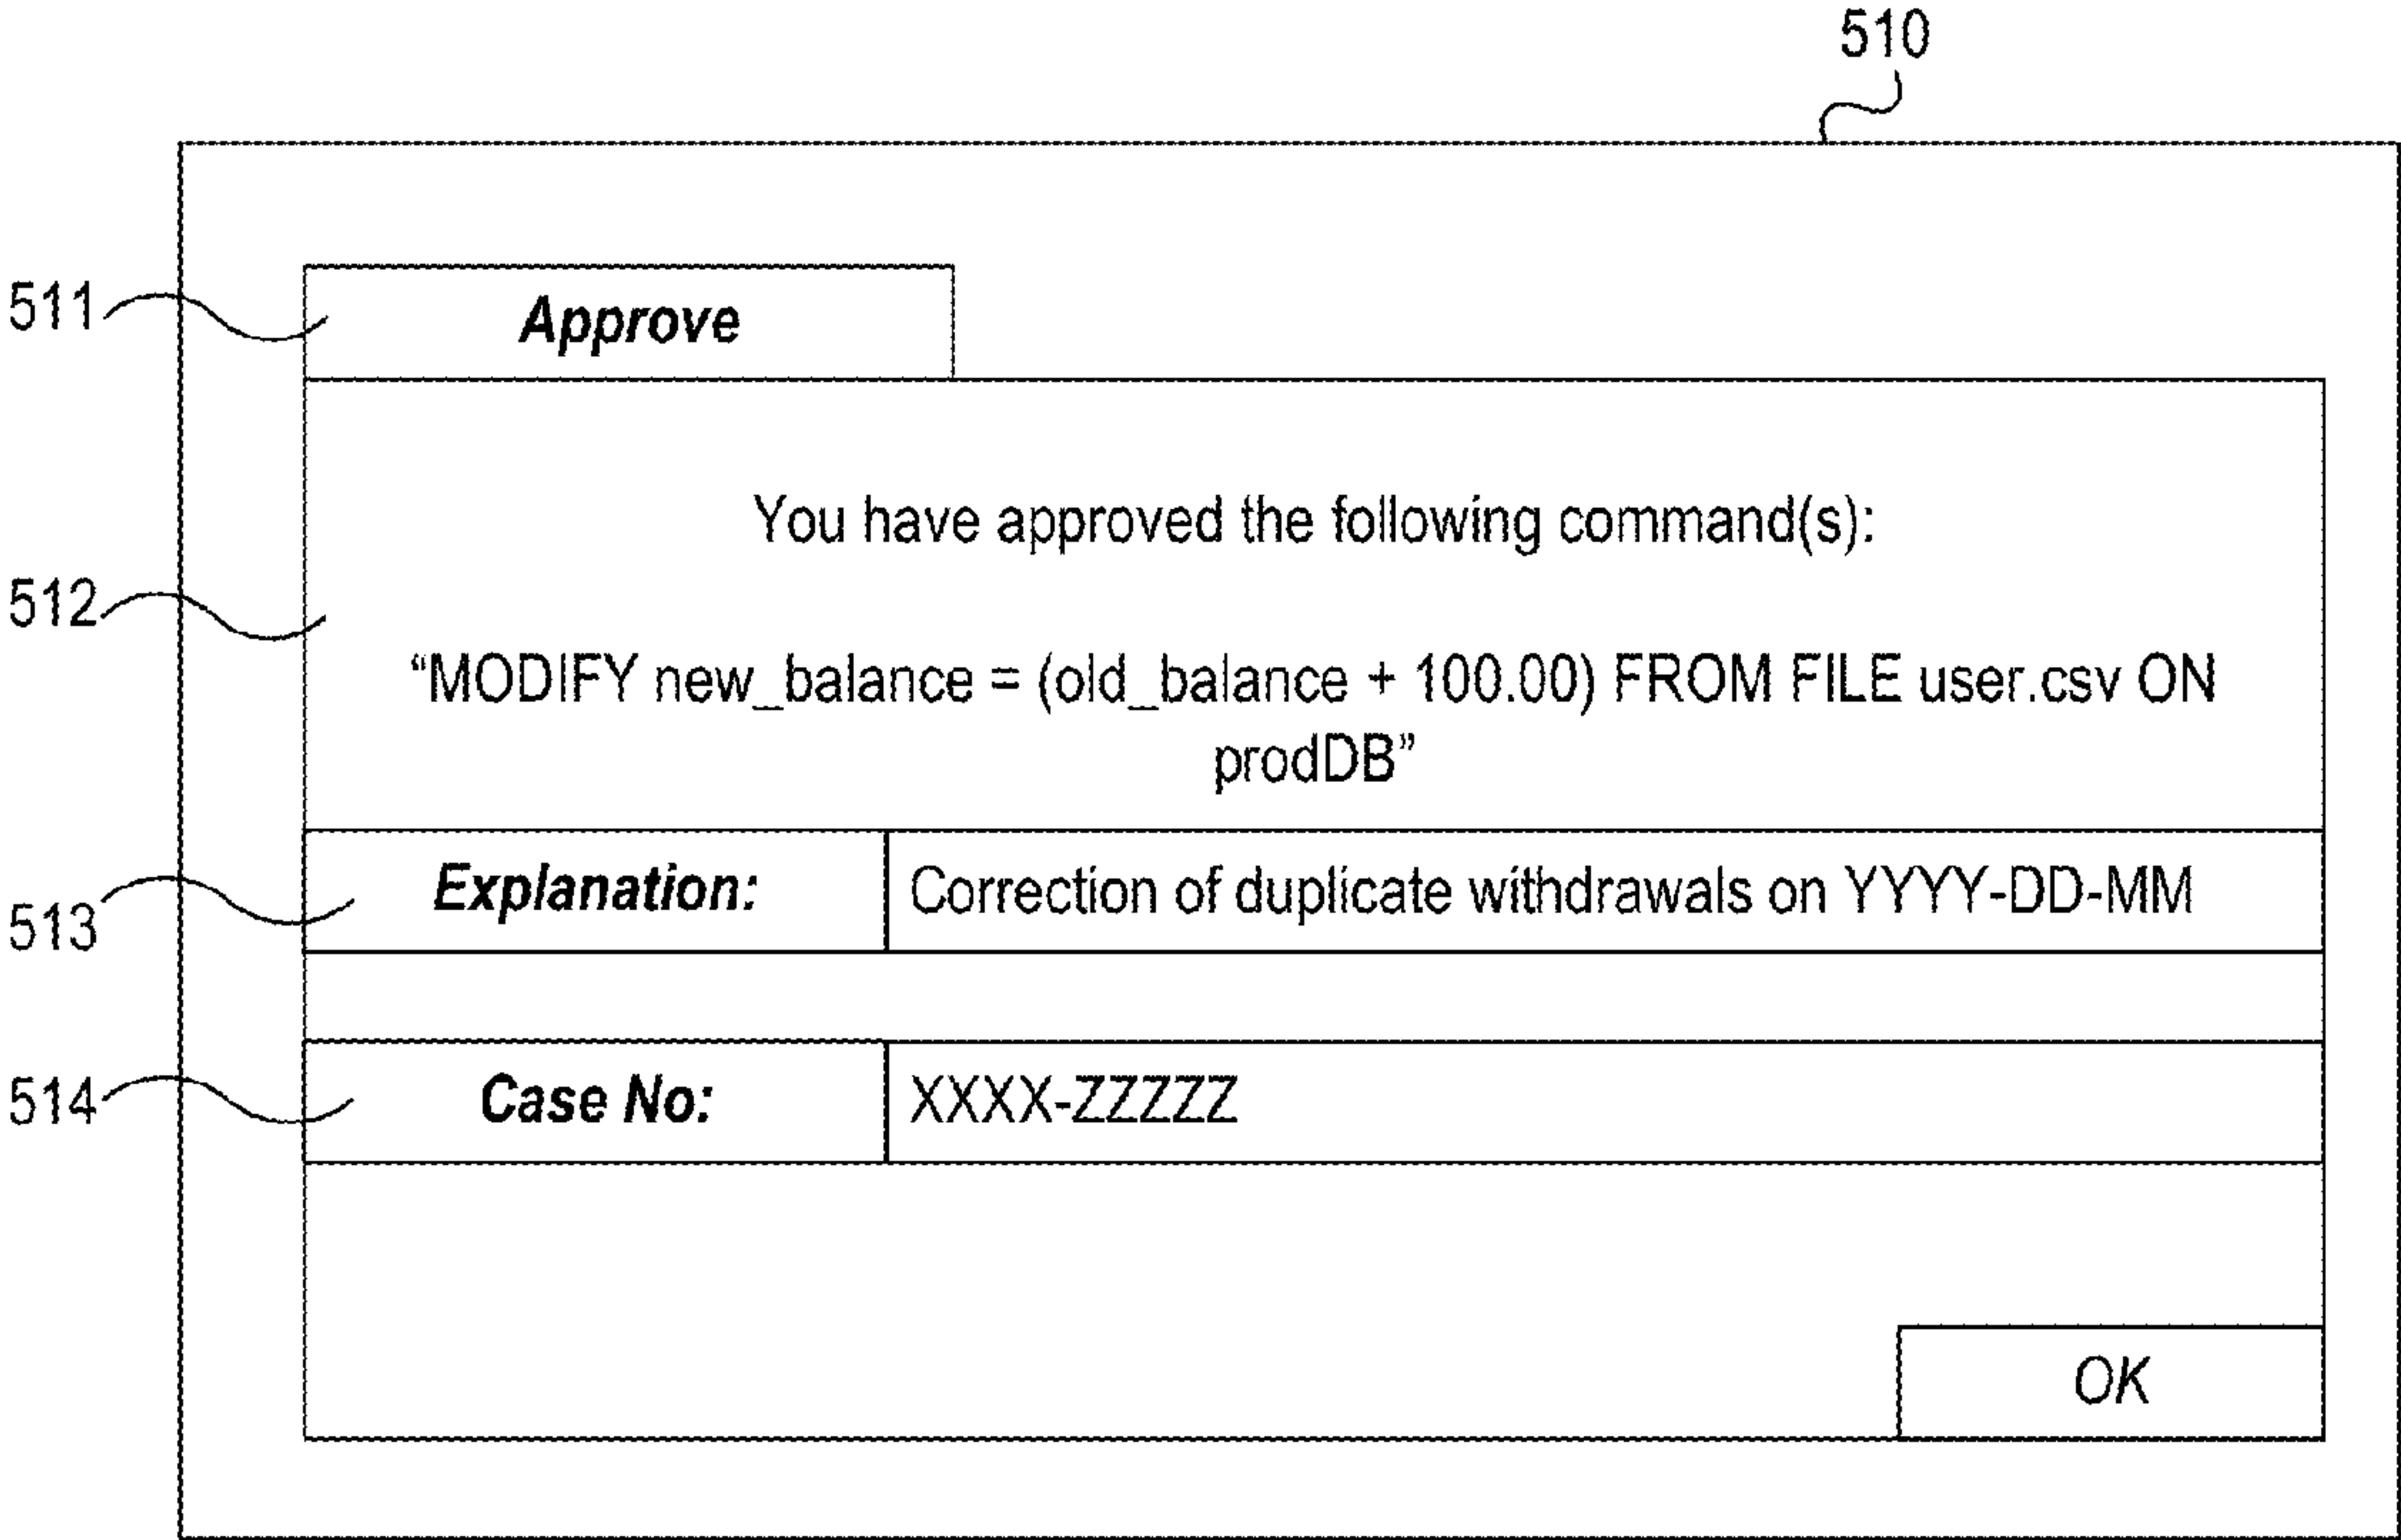 510
511
Approve
You have approved the following command(s):
512
“MODIFY new_balance = (old_balance + 100.00) FROM FILE user.csv ON
prodDB”
513
Explanation: Correction of duplicate withdrawals on YYYY-DD-MM
514
Case No: XXXX-ZZZZZ
OK